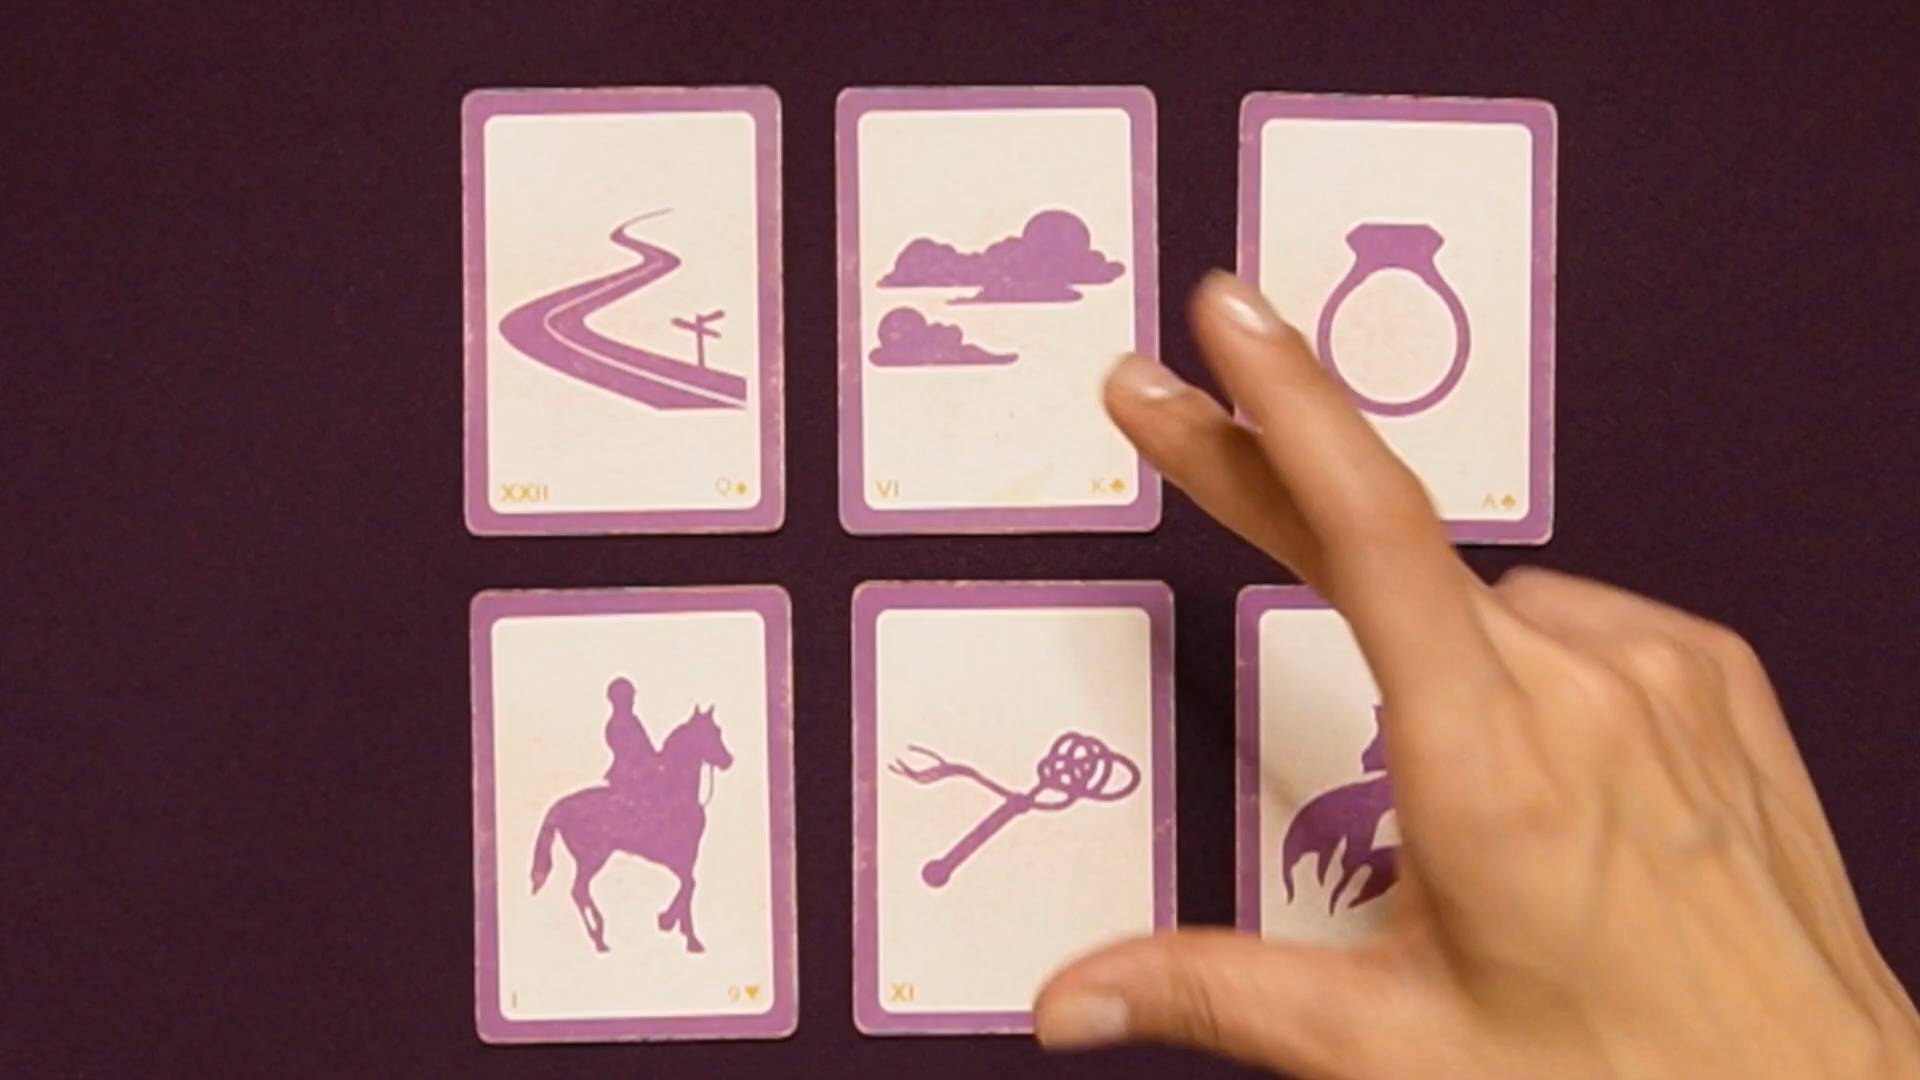 XXII Q♦
VI K♣
A♣
I 9♥
XI